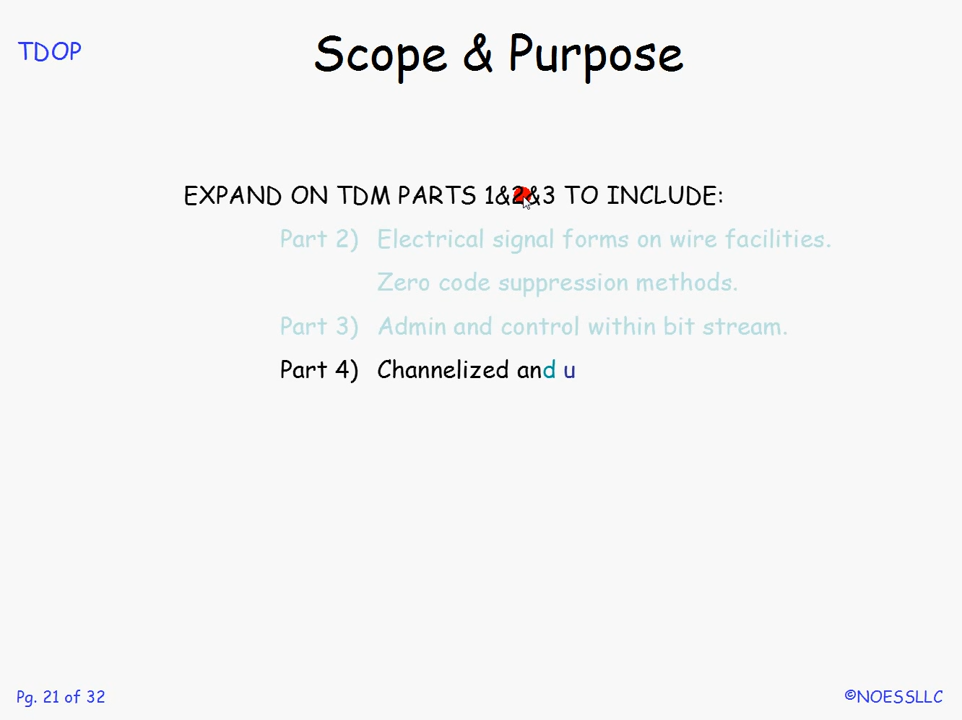 TDOP
Scope & Purpose
EXPAND ON TDM PARTS 1&2&3 TO INCLUDE:
Part 2) Electrical signal forms on wire facilities.
Zero code suppression methods.
Part 3) Admin and control within bit stream.
Part 4) Channelized and u
Pg. 21 of 32
©NOESSLLC